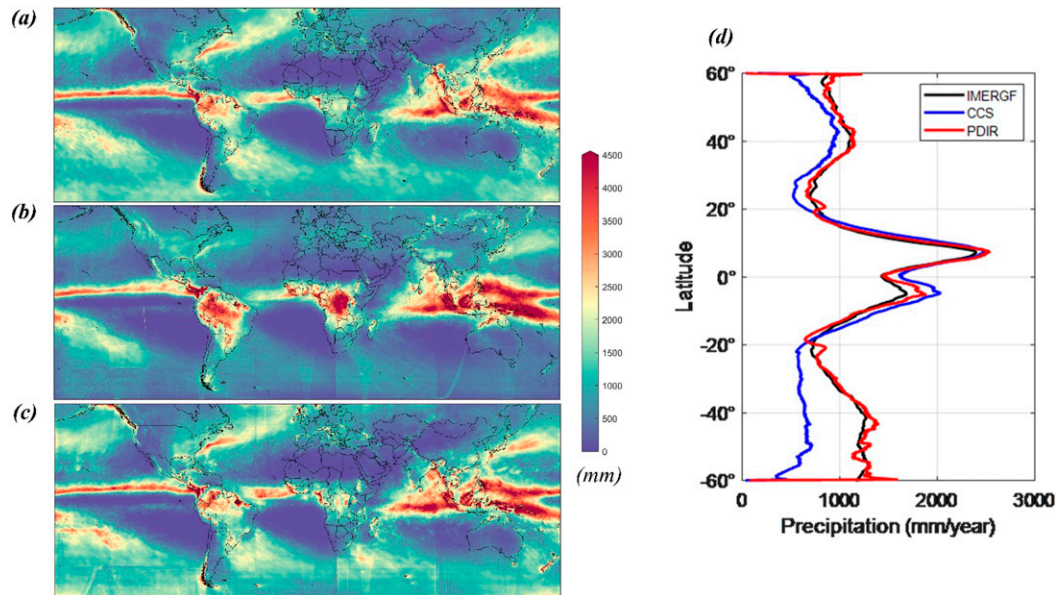 (a)
(b)
(c)
4500
4000
3500
3000
2500
2000
1500
1000
500
0
(mm)
(d)
60°
40°
20°
0°
-20°
-40°
-60°
Latitude
IMERGF
CCS
PDIR
0 1000 2000 3000
Precipitation (mm/year)